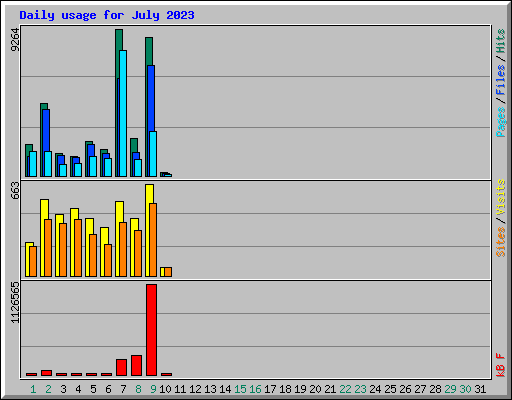 Daily usage for July 2023
9264
Pages/Files/Hits
663
Sites/Visits
1126565
kB F
1 2 3 4 5 6 7 8 9 10 11 12 13 14 15 16 17 18 19 20 21 22 23 24 25 26 27 28 29 30 31